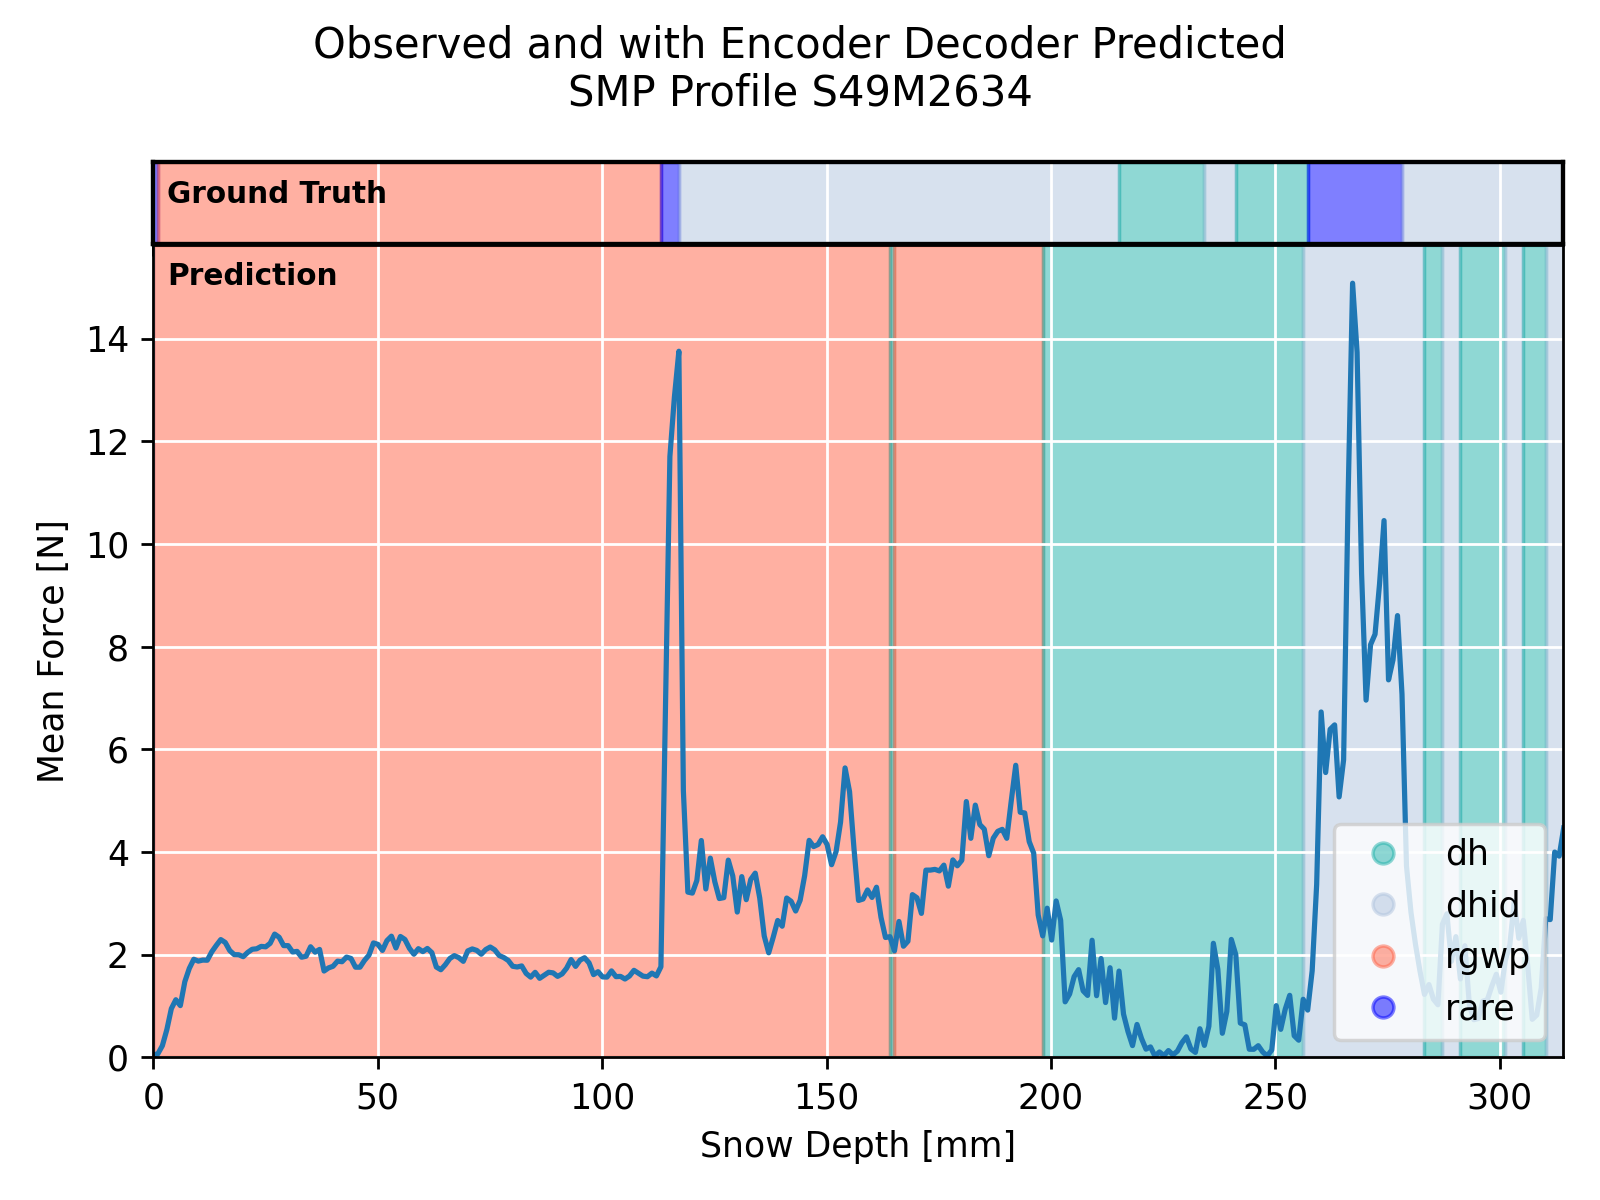 Observed and with Encoder Decoder Predicted
SMP Profile S49M2634
Ground Truth
Prediction
14
12
10
8
6
4
2
0
Mean Force [N]
0 50 100 150 200 250 300
Snow Depth [mm]
dh
dhid
rgwp
rare